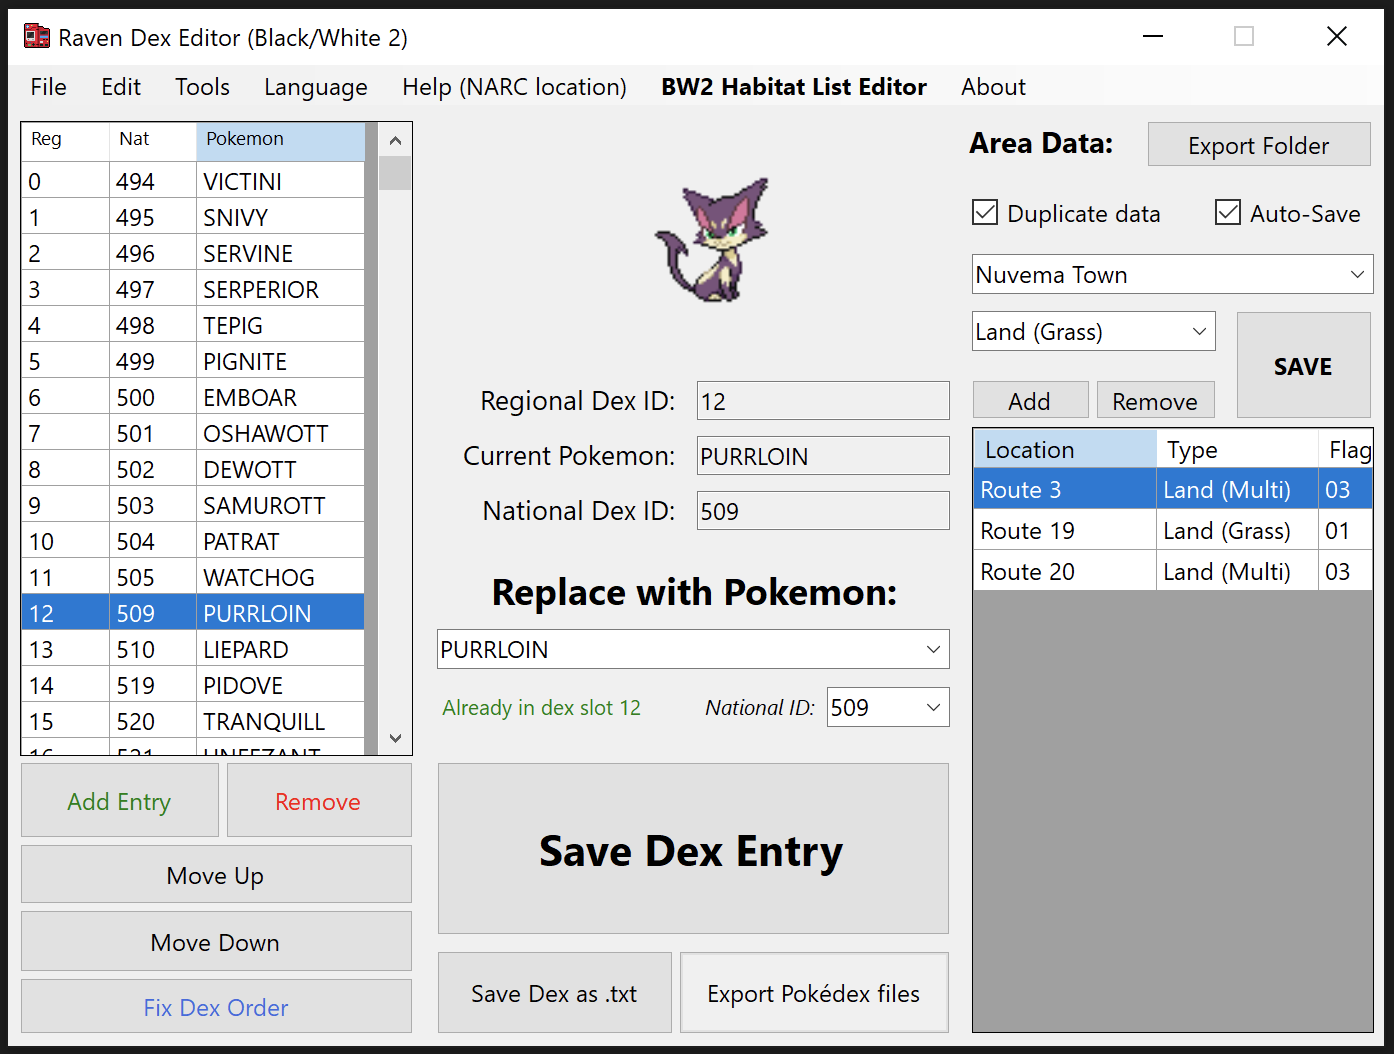 Raven Dex Editor (Black/White 2)
File Edit Tools Language Help (NARC location) BW2 Habitat List Editor About
Reg Nat Pokemon
0 494 VICTINI
1 495 SNIVY
2 496 SERVINE
3 497 SERPERIOR
4 498 TEPIG
5 499 PIGNITE
6 500 EMBOAR
7 501 OSHAWOTT
8 502 DEWOTT
9 503 SAMUROTT
10 504 PATRAT
11 505 WATCHOG
12 509 PURRLOIN
13 510 LIEPARD
14 519 PIDOVE
15 520 TRANQUILL
16 521 UNFEZANT
Add Entry Remove
Move Up
Move Down
Fix Dex Order
Regional Dex ID: 12
Current Pokemon: PURRLOIN
National Dex ID: 509
Replace with Pokemon:
PURRLOIN
Already in dex slot 12 National ID: 509
Save Dex Entry
Save Dex as .txt Export Pokédex files
Area Data: Export Folder
Duplicate data Auto-Save
Nuvema Town
Land (Grass)
SAVE
Add Remove
Location Type Flag
Route 3 Land (Multi) 03
Route 19 Land (Grass) 01
Route 20 Land (Multi) 03